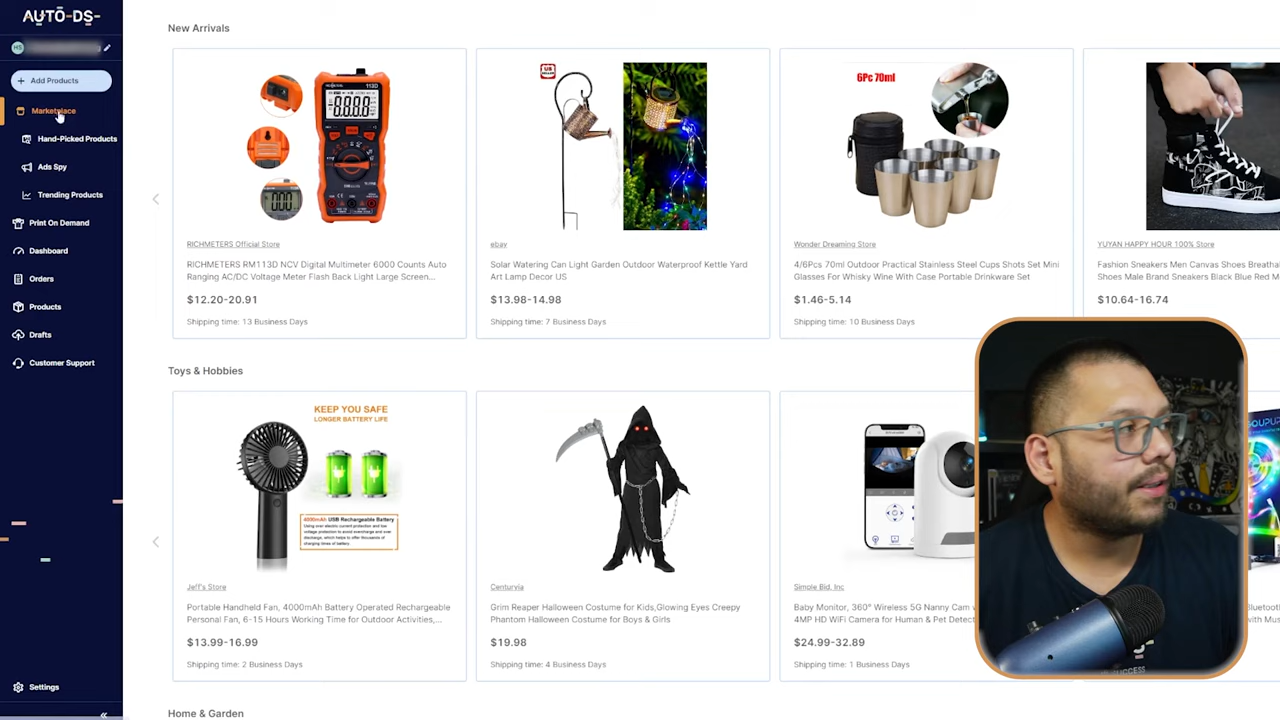 AUTO-DS-
HS
Add Products
Marketplace
Hand-Picked Products
Ads Spy
Trending Products
Print On Demand
Dashboard
Orders
Products
Drafts
Customer Support
Settings
New Arrivals
RICHMETERS Official Store
RICHMETERS RM113D NCV Digital Multimeter 6000 Counts Auto
Ranging AC/DC Voltage Meter Flash Back Light Large Screen...
$12.20-20.91
Shipping time: 13 Business Days
ebay
Solar Watering Can Light Garden Outdoor Waterproof Kettle Yard
Art Lamp Decor US
$13.98-14.98
Shipping time: 7 Business Days
6Pc 70ml
Wonder Dreaming Store
4/6Pcs 70ml Outdoor Practical Stainless Steel Cups Shots Set Mini
Glasses For Whisky Wine With Case Portable Drinkware Set
$1.46-5.14
Shipping time: 10 Business Days
YUYAN HAPPY HOUR 100% Store
Fashion Sneakers Men Canvas Shoes Breatha
Shoes Male Brand Sneakers Black Blue Red M
$10.64-16.74
Toys & Hobbies
KEEP YOU SAFE
LONGER BATTERY LIFE
4000mAh USB Rechargeable Battery
Jeff's Store
Portable Handheld Fan, 4000mAh Battery Operated Rechargeable
Personal Fan, 6-15 Hours Working Time for Outdoor Activities,...
$13.99-16.99
Shipping time: 2 Business Days
Centurvia
Grim Reaper Halloween Costume for Kids,Glowing Eyes Creepy
Phantom Halloween Costume for Boys & Girls
$19.98
Shipping time: 4 Business Days
Simple Bid, Inc
Baby Monitor, 360° Wireless 5G Nanny Cam
4MP HD WiFi Camera for Human & Pet Detec
$24.99-32.89
Shipping time: 1 Business Days
Home & Garden